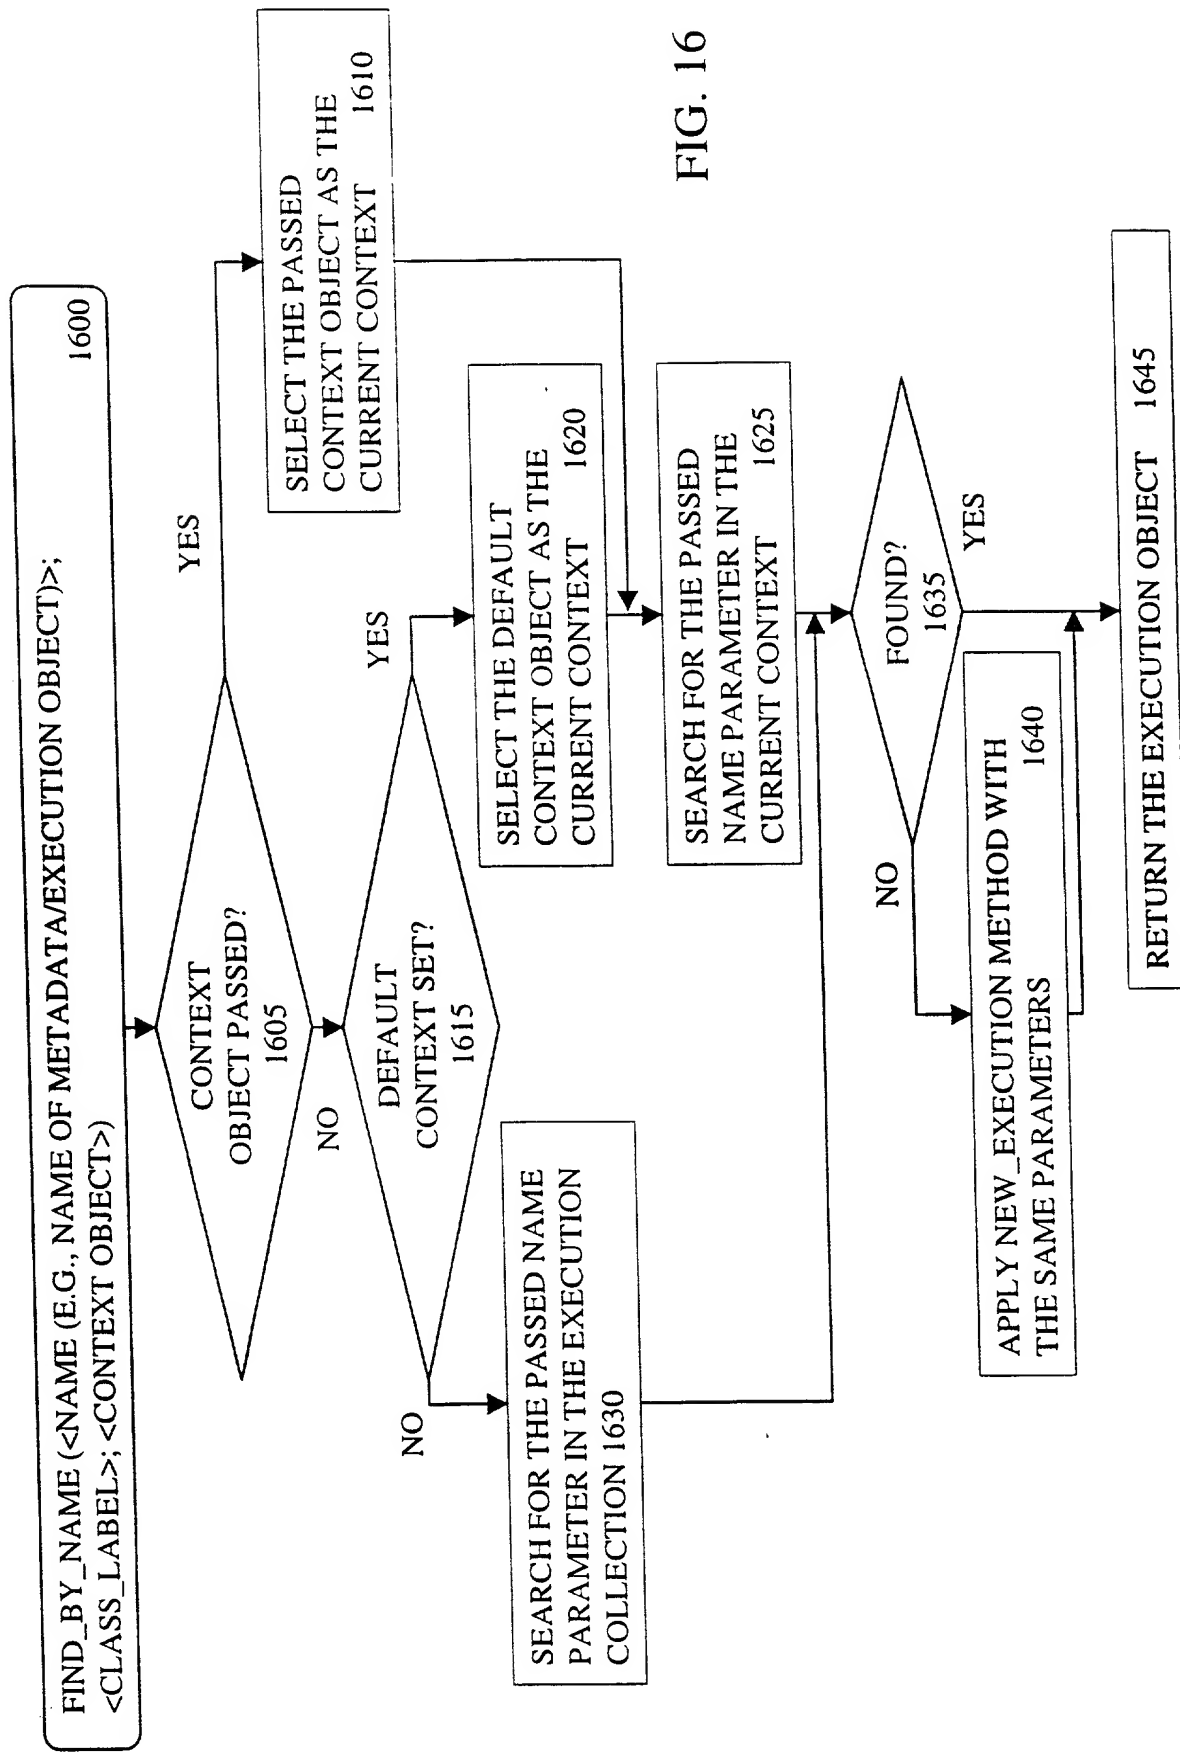 FIND_BY_NAME (<NAME (E.G., NAME OF METADATA/EXECUTION OBJECT)>;
<CLASS_LABEL>; <CONTEXT OBJECT>)
1600
CONTEXT
OBJECT PASSED?
1605
YES
NO
SELECT THE PASSED
CONTEXT OBJECT AS THE
CURRENT CONTEXT 1610
DEFAULT
CONTEXT SET?
1615
YES
NO
SELECT THE DEFAULT
CONTEXT OBJECT AS THE
CURRENT CONTEXT 1620
SEARCH FOR THE PASSED NAME
PARAMETER IN THE EXECUTION
COLLECTION 1630
SEARCH FOR THE PASSED
NAME PARAMETER IN THE
CURRENT CONTEXT 1625
FOUND?
1635
NO
YES
APPLY NEW_EXECUTION METHOD WITH
THE SAME PARAMETERS 1640
RETURN THE EXECUTION OBJECT 1645
FIG. 16